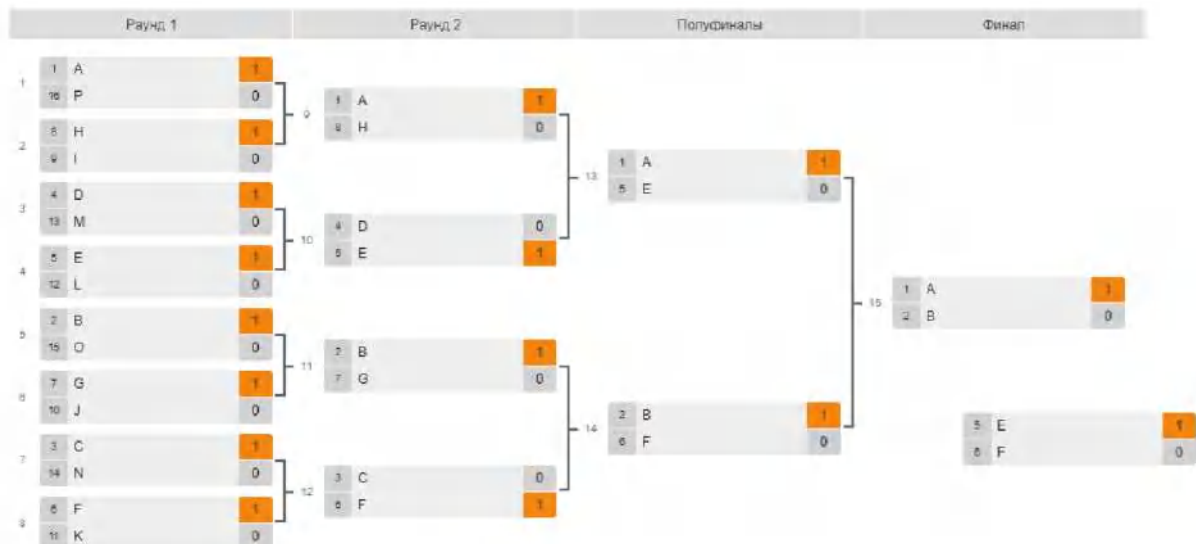 Раунд 1 Раунд 2 Полуфиналы Финал
1
1 A 1
16 P 0
2
8 H 1
9 I 0
3
4 D 1
13 M 0
4
5 E 1
12 L 0
5
2 B 1
15 O 0
6
7 G 1
10 J 0
7
3 C 1
14 N 0
8
6 F 1
11 K 0
9
1 A 1
8 H 0
10
4 D 0
5 E 1
11
2 B 1
7 G 0
12
3 C 0
6 F 1
13
1 A 1
5 E 0
14
2 B 1
6 F 0
15
1 A 1
2 B 0
5 E 1
6 F 0